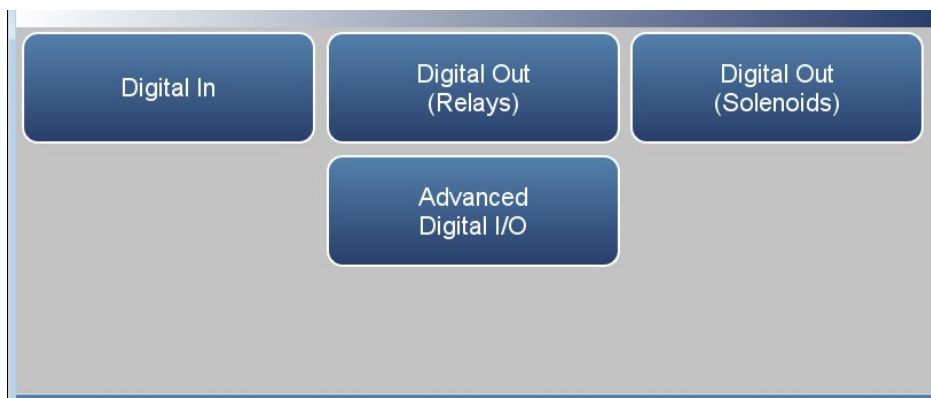 Digital In
Digital Out
(Relays)
Digital Out
(Solenoids)
Advanced
Digital I/O